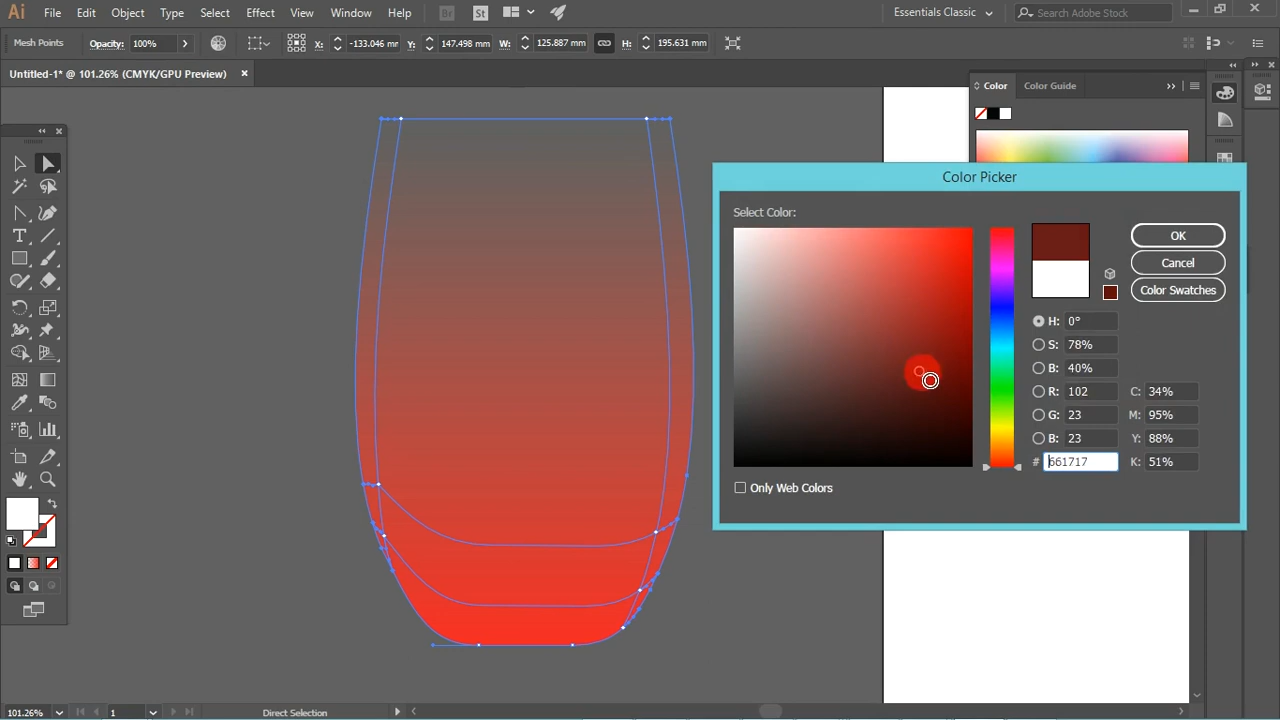 Ai File Edit Object Type Select Effect View Window Help Br St Essentials Classic Search Adobe Stock
Mesh Points Opacity: 100% X: -133.046 mm Y: 147.498 mm W: 125.887 mm H: 195.631 mm
Untitled-1* @ 101.26% (CMYK/GPU Preview)
Color Color Guide
Color Picker
Select Color:
OK
Cancel
Color Swatches
H: 0°
S: 78%
B: 40%
R: 102 C: 34%
G: 23 M: 95%
B: 23 Y: 88%
# 661717 K: 51%
Only Web Colors
101.26% 1 Direct Selection